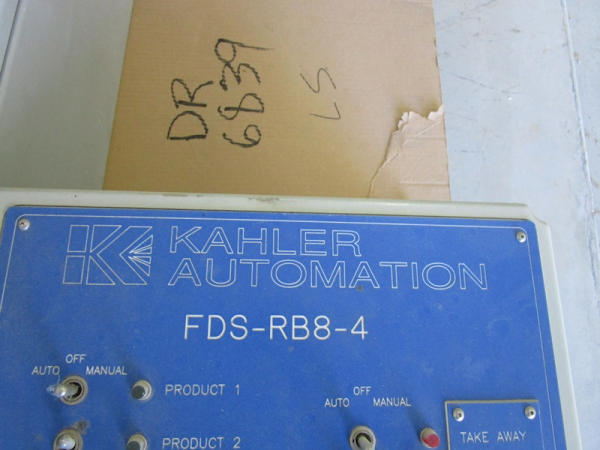 DR
6839
LS
KAHLER
AUTOMATION
FDS-RB8-4
OFF
AUTO MANUAL
PRODUCT 1
OFF
AUTO MANUAL
PRODUCT 2
TAKE AWAY